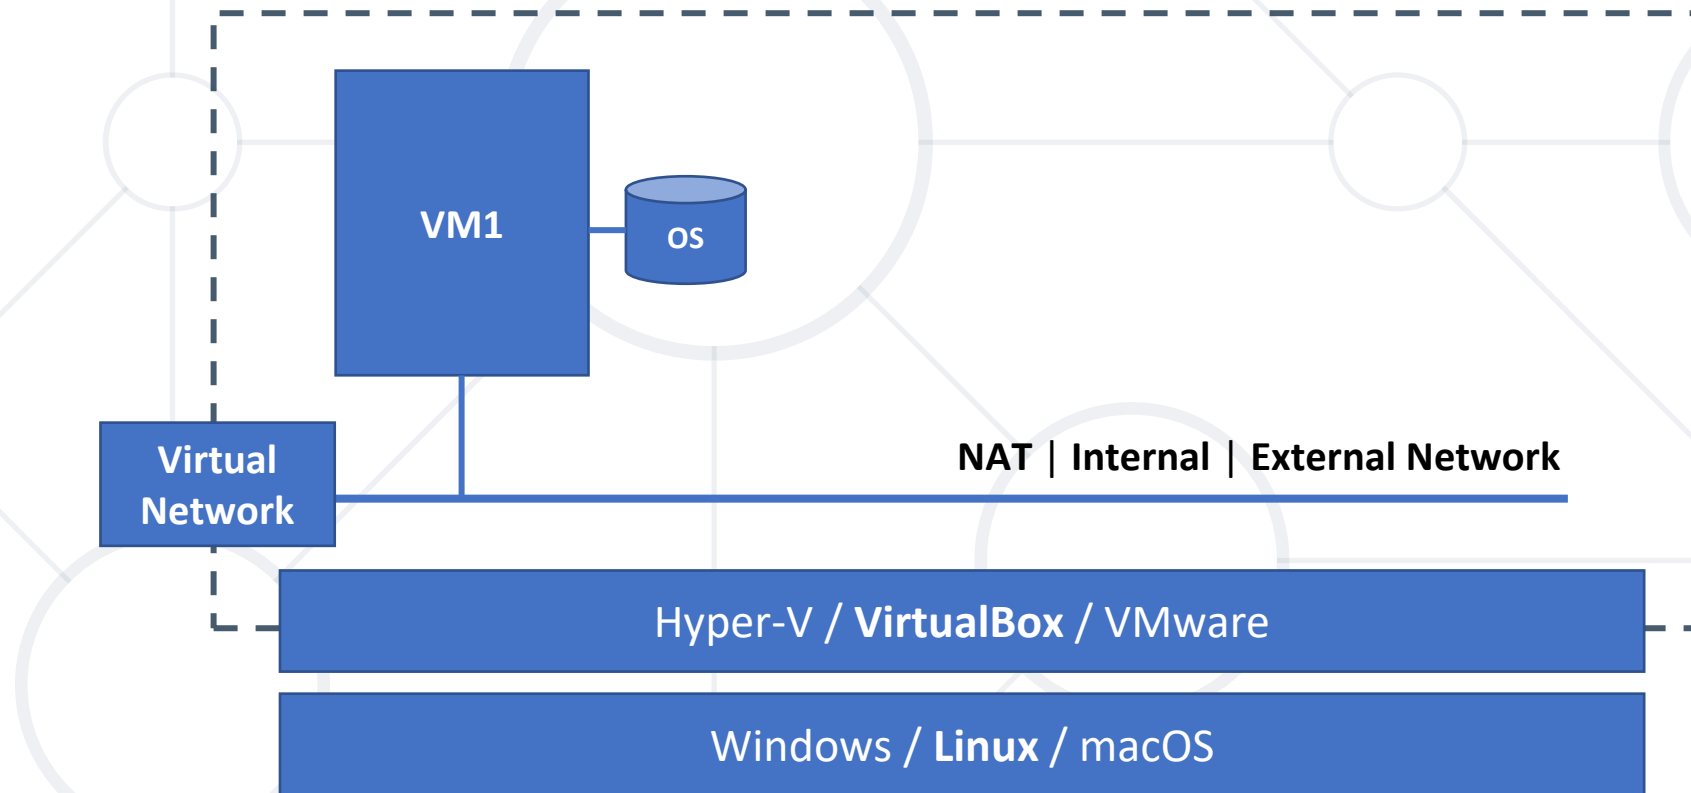 VM1
OS
Virtual
Network
NAT | Internal | External Network
Hyper-V / VirtualBox / VMware
Windows / Linux / macOS